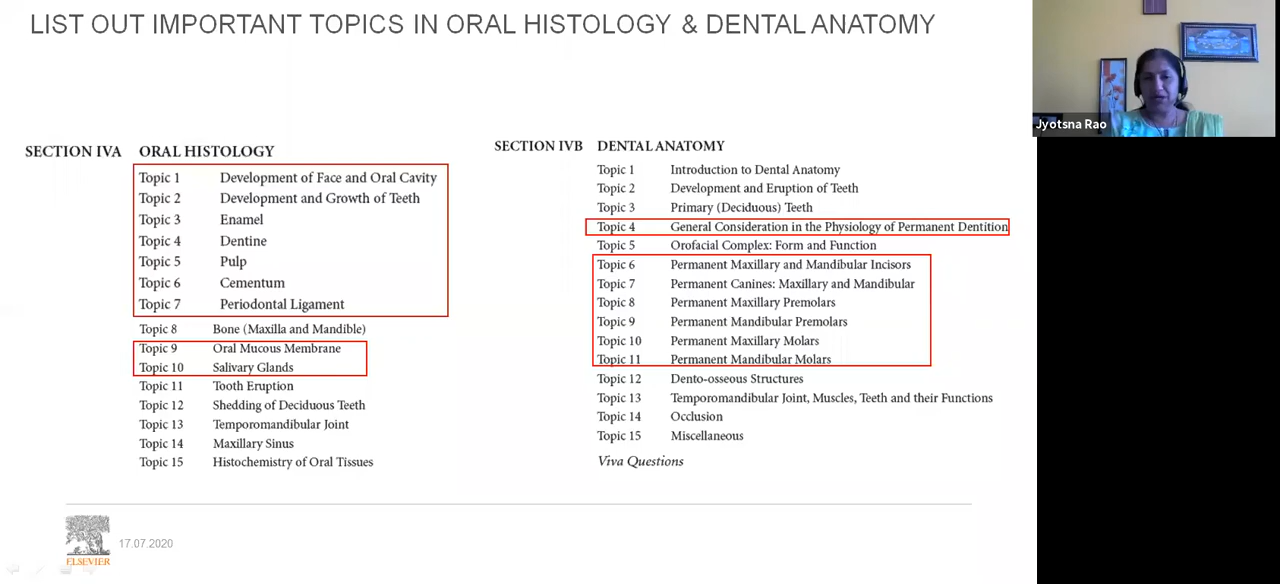 LIST OUT IMPORTANT TOPICS IN ORAL HISTOLOGY & DENTAL ANATOMY
Jyotsna Rao
SECTION IVA ORAL HISTOLOGY
Topic 1 Development of Face and Oral Cavity
Topic 2 Development and Growth of Teeth
Topic 3 Enamel
Topic 4 Dentine
Topic 5 Pulp
Topic 6 Cementum
Topic 7 Periodontal Ligament
Topic 8 Bone (Maxilla and Mandible)
Topic 9 Oral Mucous Membrane
Topic 10 Salivary Glands
Topic 11 Tooth Eruption
Topic 12 Shedding of Deciduous Teeth
Topic 13 Temporomandibular Joint
Topic 14 Maxillary Sinus
Topic 15 Histochemistry of Oral Tissues
SECTION IVB DENTAL ANATOMY
Topic 1 Introduction to Dental Anatomy
Topic 2 Development and Eruption of Teeth
Topic 3 Primary (Deciduous) Teeth
Topic 4 General Consideration in the Physiology of Permanent Dentition
Topic 5 Orofacial Complex: Form and Function
Topic 6 Permanent Maxillary and Mandibular Incisors
Topic 7 Permanent Canines: Maxillary and Mandibular
Topic 8 Permanent Maxillary Premolars
Topic 9 Permanent Mandibular Premolars
Topic 10 Permanent Maxillary Molars
Topic 11 Permanent Mandibular Molars
Topic 12 Dento-osseous Structures
Topic 13 Temporomandibular Joint, Muscles, Teeth and their Functions
Topic 14 Occlusion
Topic 15 Miscellaneous
Viva Questions
ELSEVIER
17.07.2020